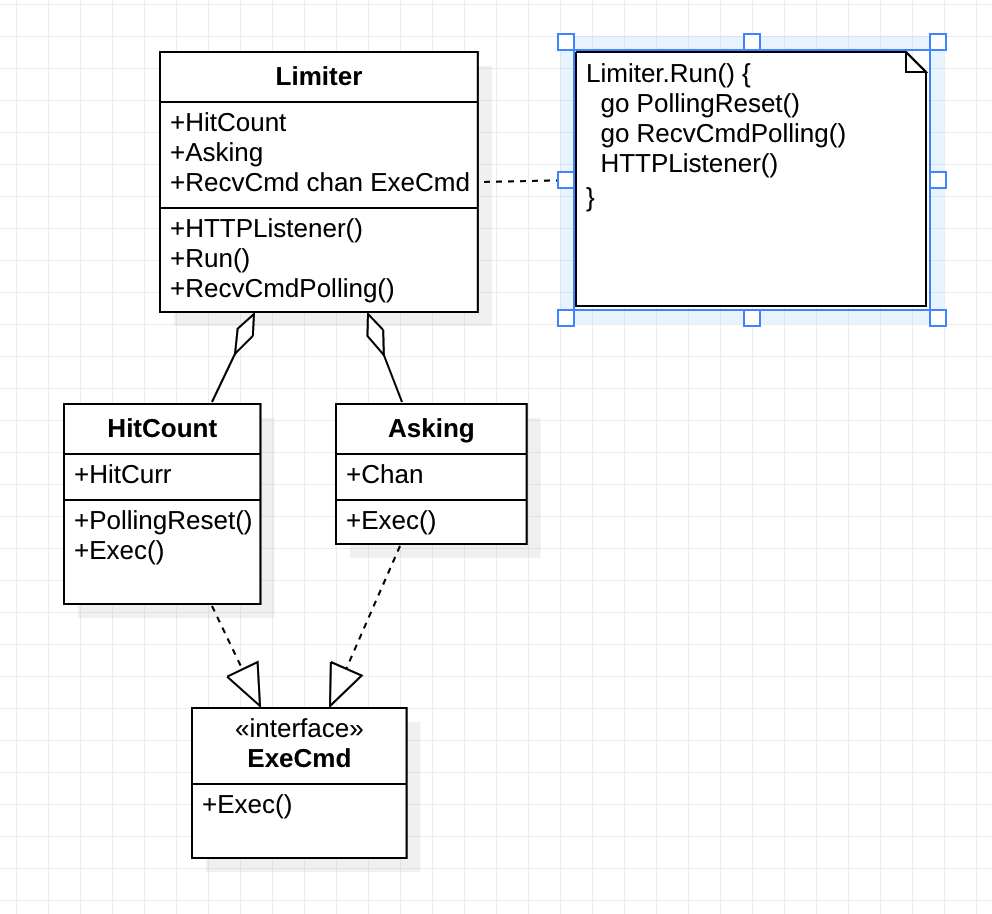 Limiter
+HitCount
+Asking
+RecvCmd chan ExeCmd
+HTTPListener()
+Run()
+RecvCmdPolling()
Limiter.Run() {
  go PollingReset()
  go RecvCmdPolling()
  HTTPListener()
}
HitCount
+HitCurr
+PollingReset()
+Exec()
Asking
+Chan
+Exec()
«interface»
ExeCmd
+Exec()